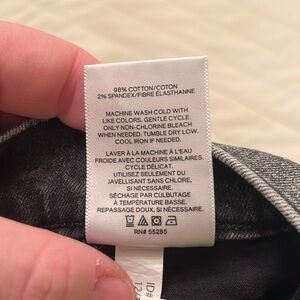 98% COTTON/COTON
2% SPANDEX/FIBRE ÉLASTHANNE
MACHINE WASH COLD WITH
LIKE COLORS, GENTLE CYCLE.
ONLY NON-CHLORINE BLEACH
WHEN NEEDED. TUMBLE DRY LOW.
COOL IRON IF NEEDED.
LAVER À LA MACHINE À L'EAU
FROIDE AVEC COULEURS SIMILAIRES.
CYCLE DÉLICAT.
UTILISEZ SEULEMENT DU
JAVELLISANT SANS CHLORE,
SI NÉCESSAIRE.
SÉCHAGE PAR CULBUTAGE
À TEMPÉRATURE BASSE.
REPASSAGE DOUX, SI NÉCESSAIRE.
RN# 55285
ID#